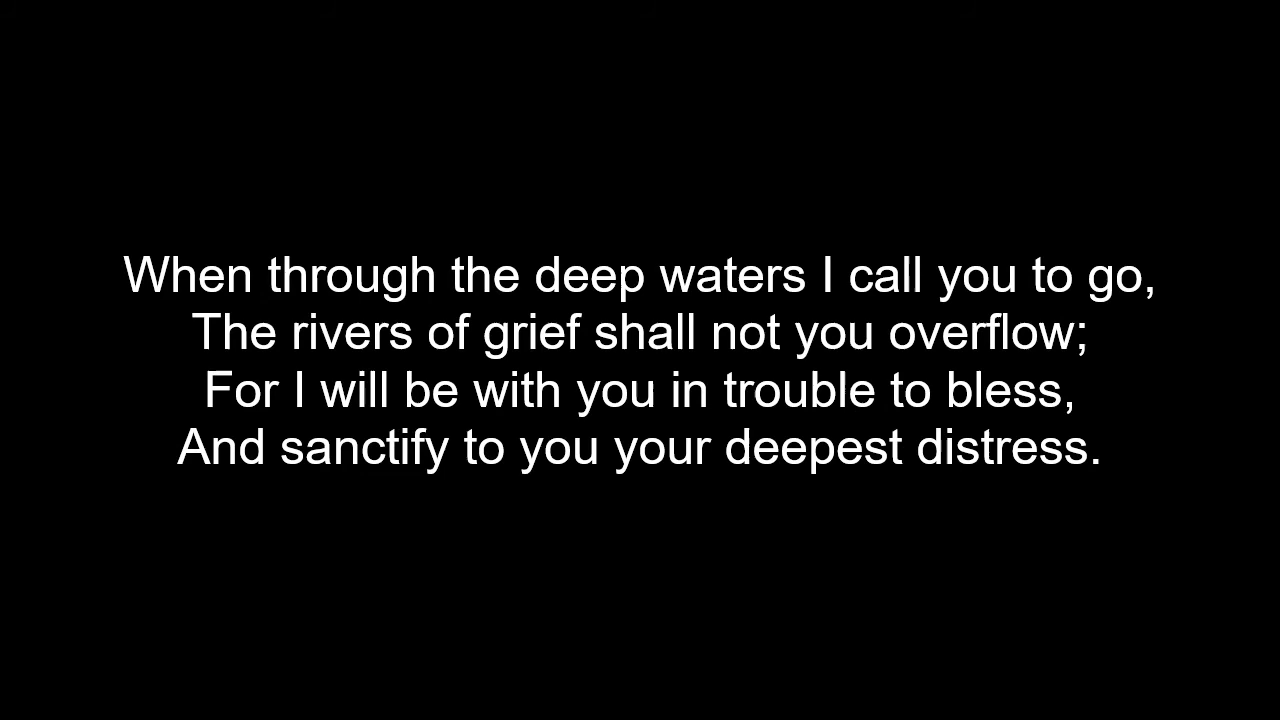 When through the deep waters I call you to go,
The rivers of grief shall not you overflow;
For I will be with you in trouble to bless,
And sanctify to you your deepest distress.